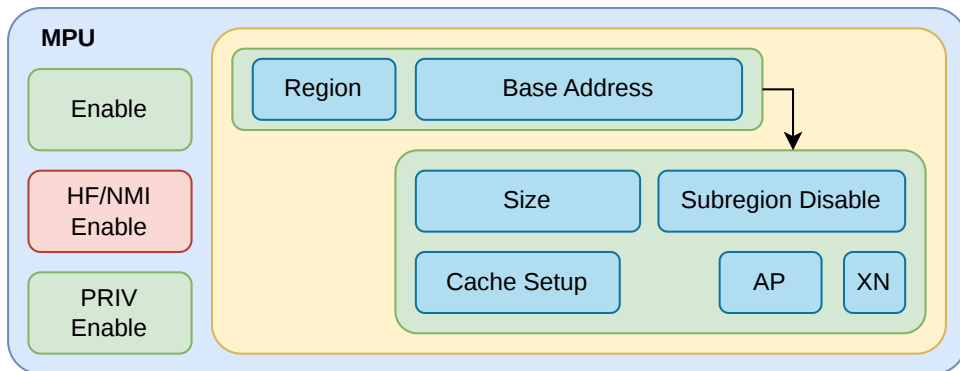 MPU
Enable
HF/NMI
Enable
PRIV
Enable
Region
Base Address
Size
Subregion Disable
Cache Setup
AP
XN